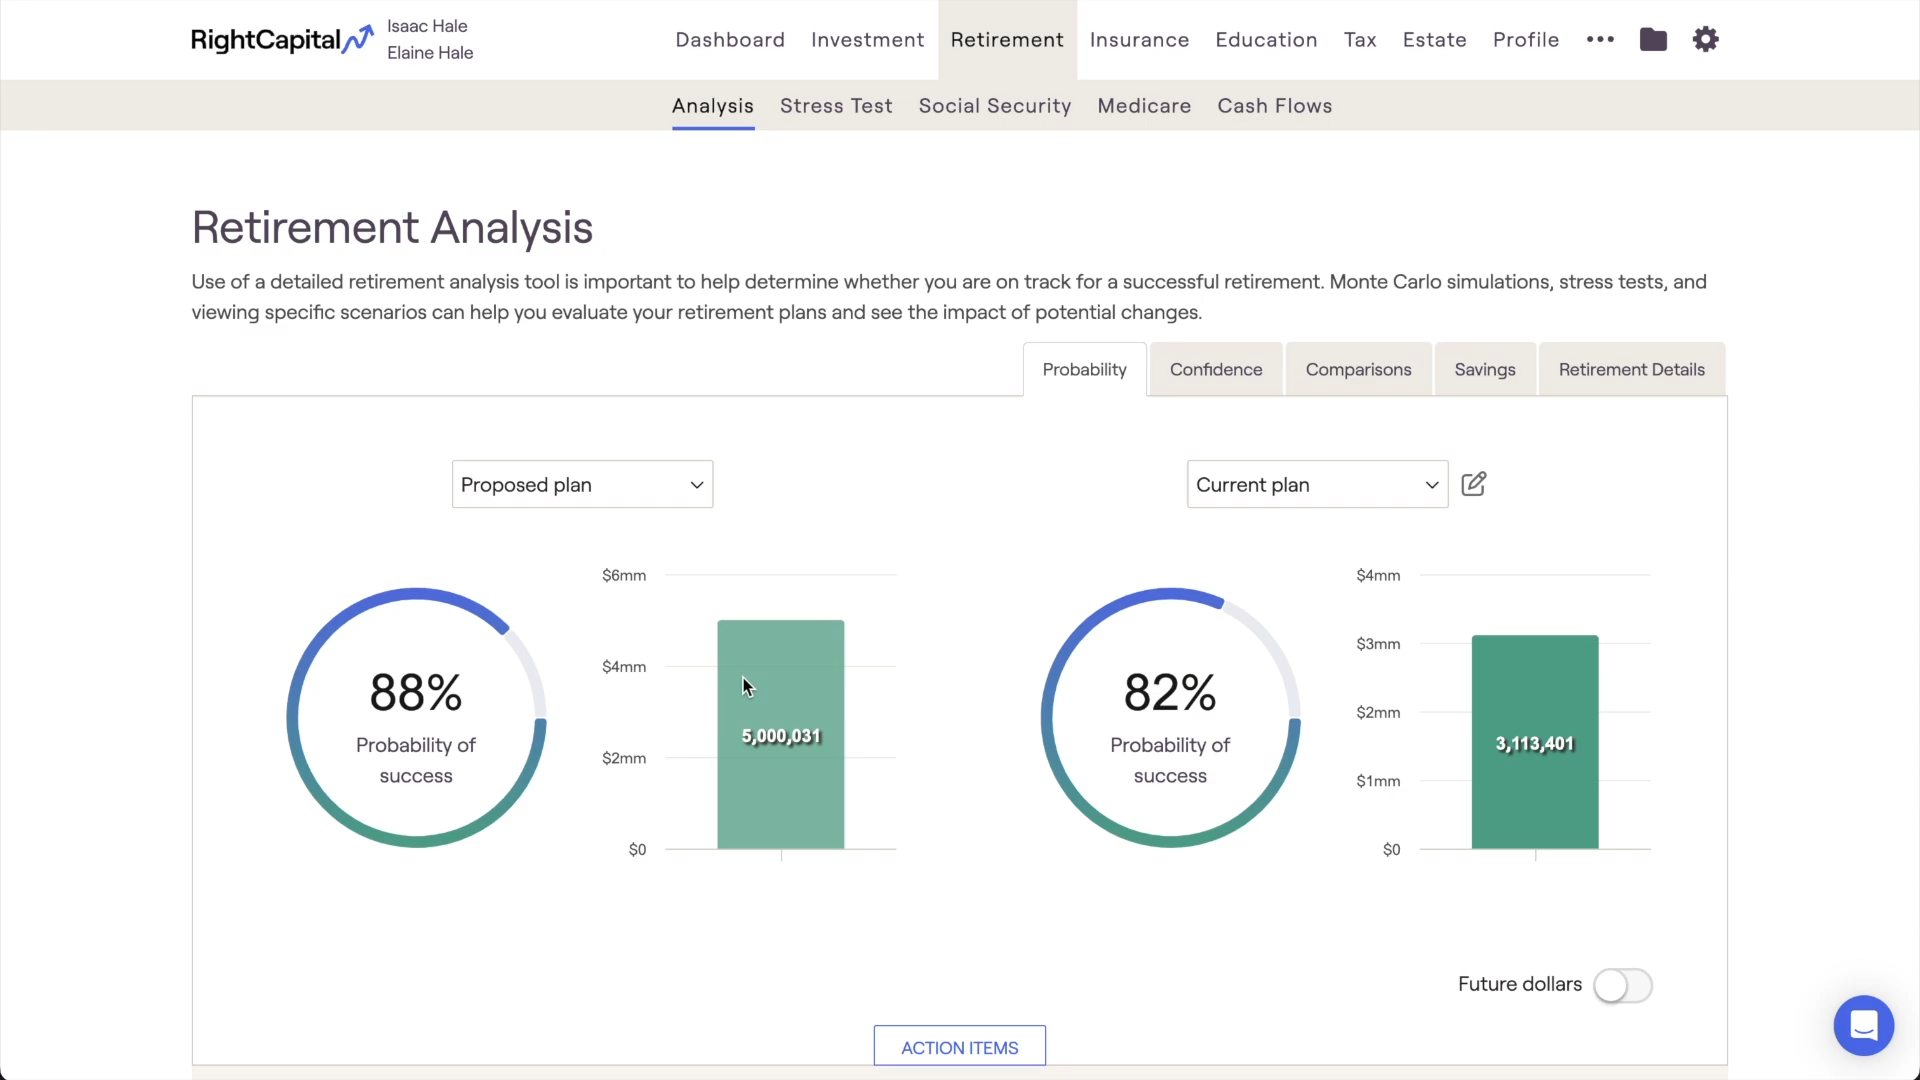 RightCapital
Isaac Hale
Elaine Hale
Dashboard Investment Retirement Insurance Education Tax Estate Profile
Analysis Stress Test Social Security Medicare Cash Flows
Retirement Analysis
Use of a detailed retirement analysis tool is important to help determine whether you are on track for a successful retirement. Monte Carlo simulations, stress tests, and
viewing specific scenarios can help you evaluate your retirement plans and see the impact of potential changes.
Probability Confidence Comparisons Savings Retirement Details
Proposed plan
88%
Probability of
success
$6mm
$4mm
$2mm
$0
5,000,031
Current plan
82%
Probability of
success
$4mm
$3mm
$2mm
$1mm
$0
3,113,401
Future dollars
ACTION ITEMS